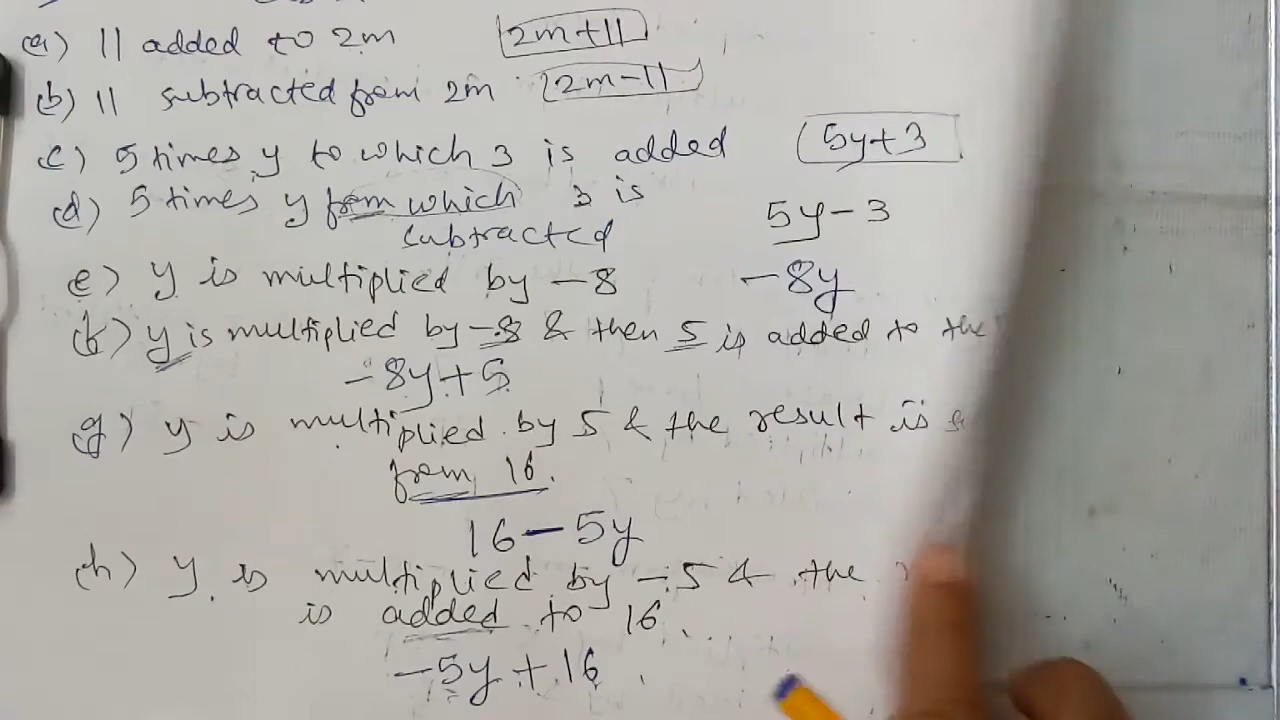 (a) 11 added to 2m 2m+11
(b) 11 subtracted from 2m 2m-11
(c) 5 times y to which 3 is added 5y+3
(d) 5 times y from which 3 is
subtracted 5y-3
(e) y is multiplied by -8 -8y
(f) y is multiplied by -8 & then 5 is added to the
-8y+5
(g) y is multiplied by 5 & the result is
from 16.
16-5y
(h) y is multiplied by -5 & the
is added to 16
-5y+16